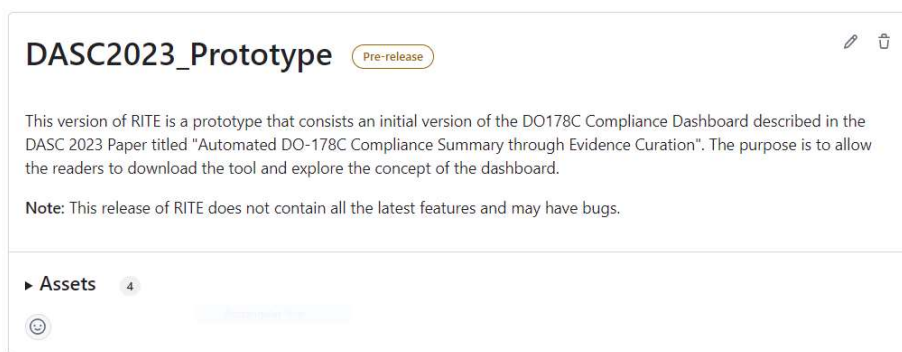 DASC2023_Prototype Pre-release
This version of RITE is a prototype that consists an initial version of the DO178C Compliance Dashboard described in the
DASC 2023 Paper titled "Automated DO-178C Compliance Summary through Evidence Curation". The purpose is to allow
the readers to download the tool and explore the concept of the dashboard.
Note: This release of RITE does not contain all the latest features and may have bugs.
Assets 4